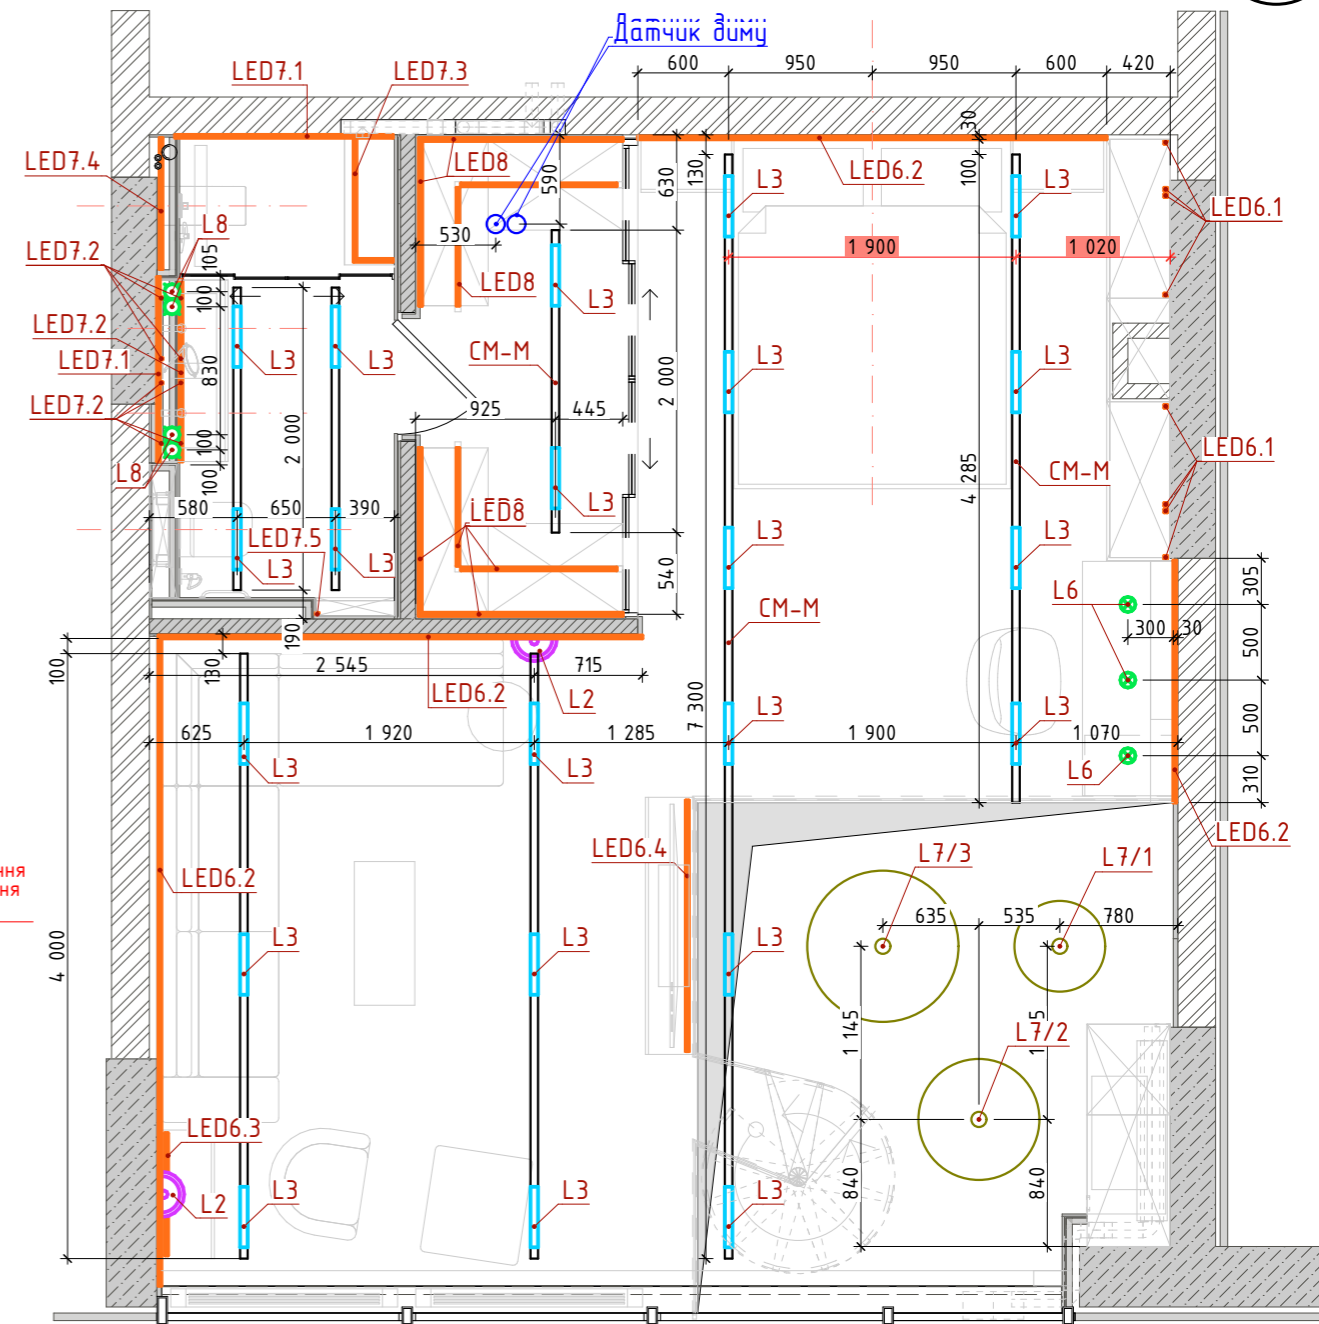 Датчик диму
600
950
950
600
420
LED7.1
LED7.3
30
LED7.4
LED8
590
630
130
LED6.2
100
L3
L3
LED6.1
L8
530
1 900
1 020
105
LED7.2
100
LED8
L3
LED7.2
LED7.1
830
L3
L3
CM-M
2 000
L3
L3
LED7.2
925
445
100
L8
100
2 000
LED6.1
4 285
CM-M
580
650
390
LED8
L3
LED7.5
L3
L3
L3
L3
540
305
CM-M
L6
190
300
30
500
100
130
2 545
715
L2
LED6.2
7 300
L3
L3
500
625
1 920
1 285
1 900
1 070
L3
L3
L6
310
LED6.2
LED6.4
L7/3
L7/1
ння
ня
LED6.2
635
535
780
L3
L3
L3
4 000
1 145
L7/2
LED6.3
840
840
L2
L3
L3
L3